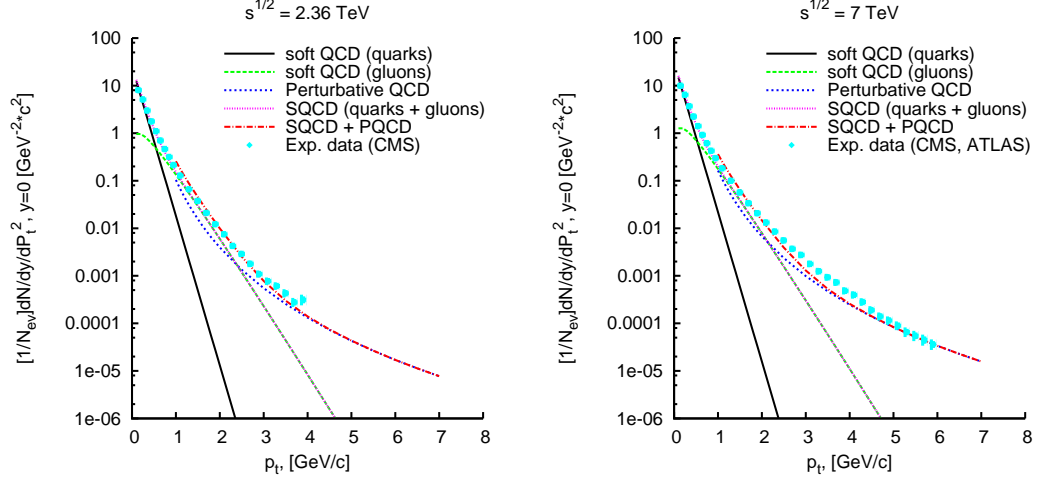 s^1/2 = 2.36 TeV
100
10
1
0.1
0.01
0.001
0.0001
1e-05
1e-06
[1/N_ev]dN/dy/dP_t^2, y=0 [GeV^-2*c^2]
soft QCD (quarks)
soft QCD (gluons)
Perturbative QCD
SQCD (quarks + gluons)
SQCD + PQCD
Exp. data (CMS)
0 1 2 3 4 5 6 7 8
p_t, [GeV/c]
s^1/2 = 7 TeV
100
10
1
0.1
0.01
0.001
0.0001
1e-05
1e-06
[1/N_ev]dN/dy/dP_t^2, y=0 [GeV^-2*c^2]
soft QCD (quarks)
soft QCD (gluons)
Perturbative QCD
SQCD (quarks + gluons)
SQCD + PQCD
Exp. data (CMS, ATLAS)
0 1 2 3 4 5 6 7 8
p_t, [GeV/c]